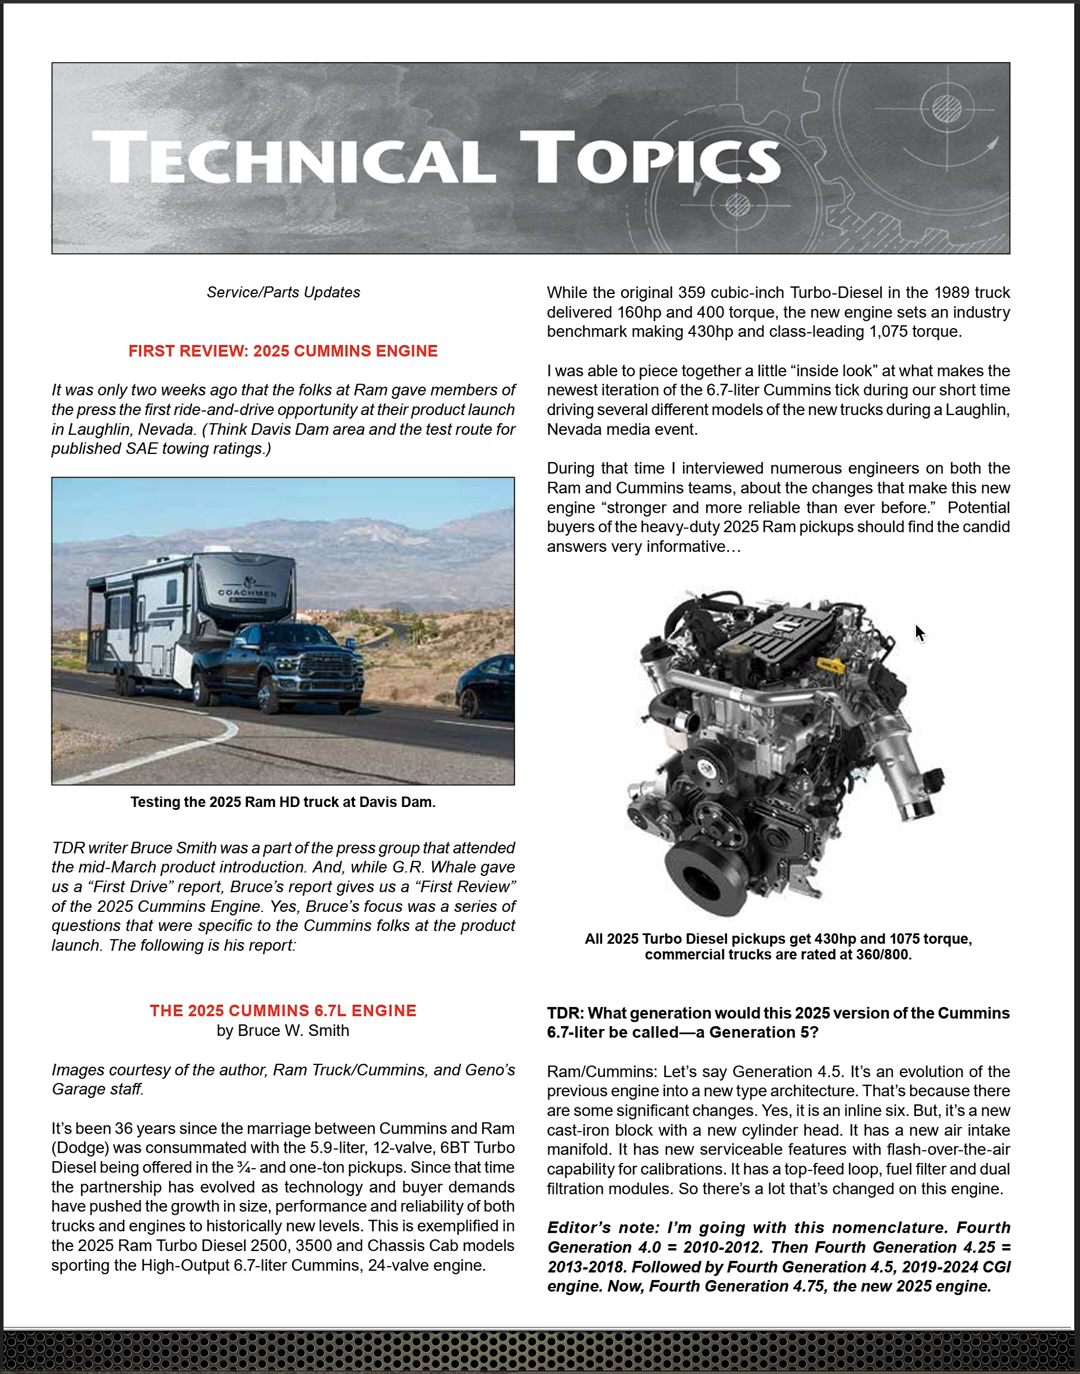 TECHNICAL TOPICS
Service/Parts Updates
FIRST REVIEW: 2025 CUMMINS ENGINE
It was only two weeks ago that the folks at Ram gave members of
the press the first ride-and-drive opportunity at their product launch
in Laughlin, Nevada. (Think Davis Dam area and the test route for
published SAE towing ratings.)
COACHMEN
Testing the 2025 Ram HD truck at Davis Dam.
TDR writer Bruce Smith was a part of the press group that attended
the mid-March product introduction. And, while G.R. Whale gave
us a “First Drive” report, Bruce’s report gives us a “First Review”
of the 2025 Cummins Engine. Yes, Bruce’s focus was a series of
questions that were specific to the Cummins folks at the product
launch. The following is his report:
THE 2025 CUMMINS 6.7L ENGINE
by Bruce W. Smith
Images courtesy of the author, Ram Truck/Cummins, and Geno’s
Garage staff.
It’s been 36 years since the marriage between Cummins and Ram
(Dodge) was consummated with the 5.9-liter, 12-valve, 6BT Turbo
Diesel being offered in the ¾- and one-ton pickups. Since that time
the partnership has evolved as technology and buyer demands
have pushed the growth in size, performance and reliability of both
trucks and engines to historically new levels. This is exemplified in
the 2025 Ram Turbo Diesel 2500, 3500 and Chassis Cab models
sporting the High-Output 6.7-liter Cummins, 24-valve engine.
While the original 359 cubic-inch Turbo-Diesel in the 1989 truck
delivered 160hp and 400 torque, the new engine sets an industry
benchmark making 430hp and class-leading 1,075 torque.
I was able to piece together a little “inside look” at what makes the
newest iteration of the 6.7-liter Cummins tick during our short time
driving several different models of the new trucks during a Laughlin,
Nevada media event.
During that time I interviewed numerous engineers on both the
Ram and Cummins teams, about the changes that make this new
engine “stronger and more reliable than ever before.”  Potential
buyers of the heavy-duty 2025 Ram pickups should find the candid
answers very informative…
All 2025 Turbo Diesel pickups get 430hp and 1075 torque,
commercial trucks are rated at 360/800.
TDR: What generation would this 2025 version of the Cummins
6.7-liter be called—a Generation 5?
Ram/Cummins: Let’s say Generation 4.5. It’s an evolution of the
previous engine into a new type architecture. That’s because there
are some significant changes. Yes, it is an inline six. But, it’s a new
cast-iron block with a new cylinder head. It has a new air intake
manifold. It has new serviceable features with flash-over-the-air
capability for calibrations. It has a top-feed loop, fuel filter and dual
filtration modules. So there’s a lot that’s changed on this engine.
Editor’s note: I’m going with this nomenclature. Fourth
Generation 4.0 = 2010-2012. Then Fourth Generation 4.25 =
2013-2018. Followed by Fourth Generation 4.5, 2019-2024 CGI
engine. Now, Fourth Generation 4.75, the new 2025 engine.